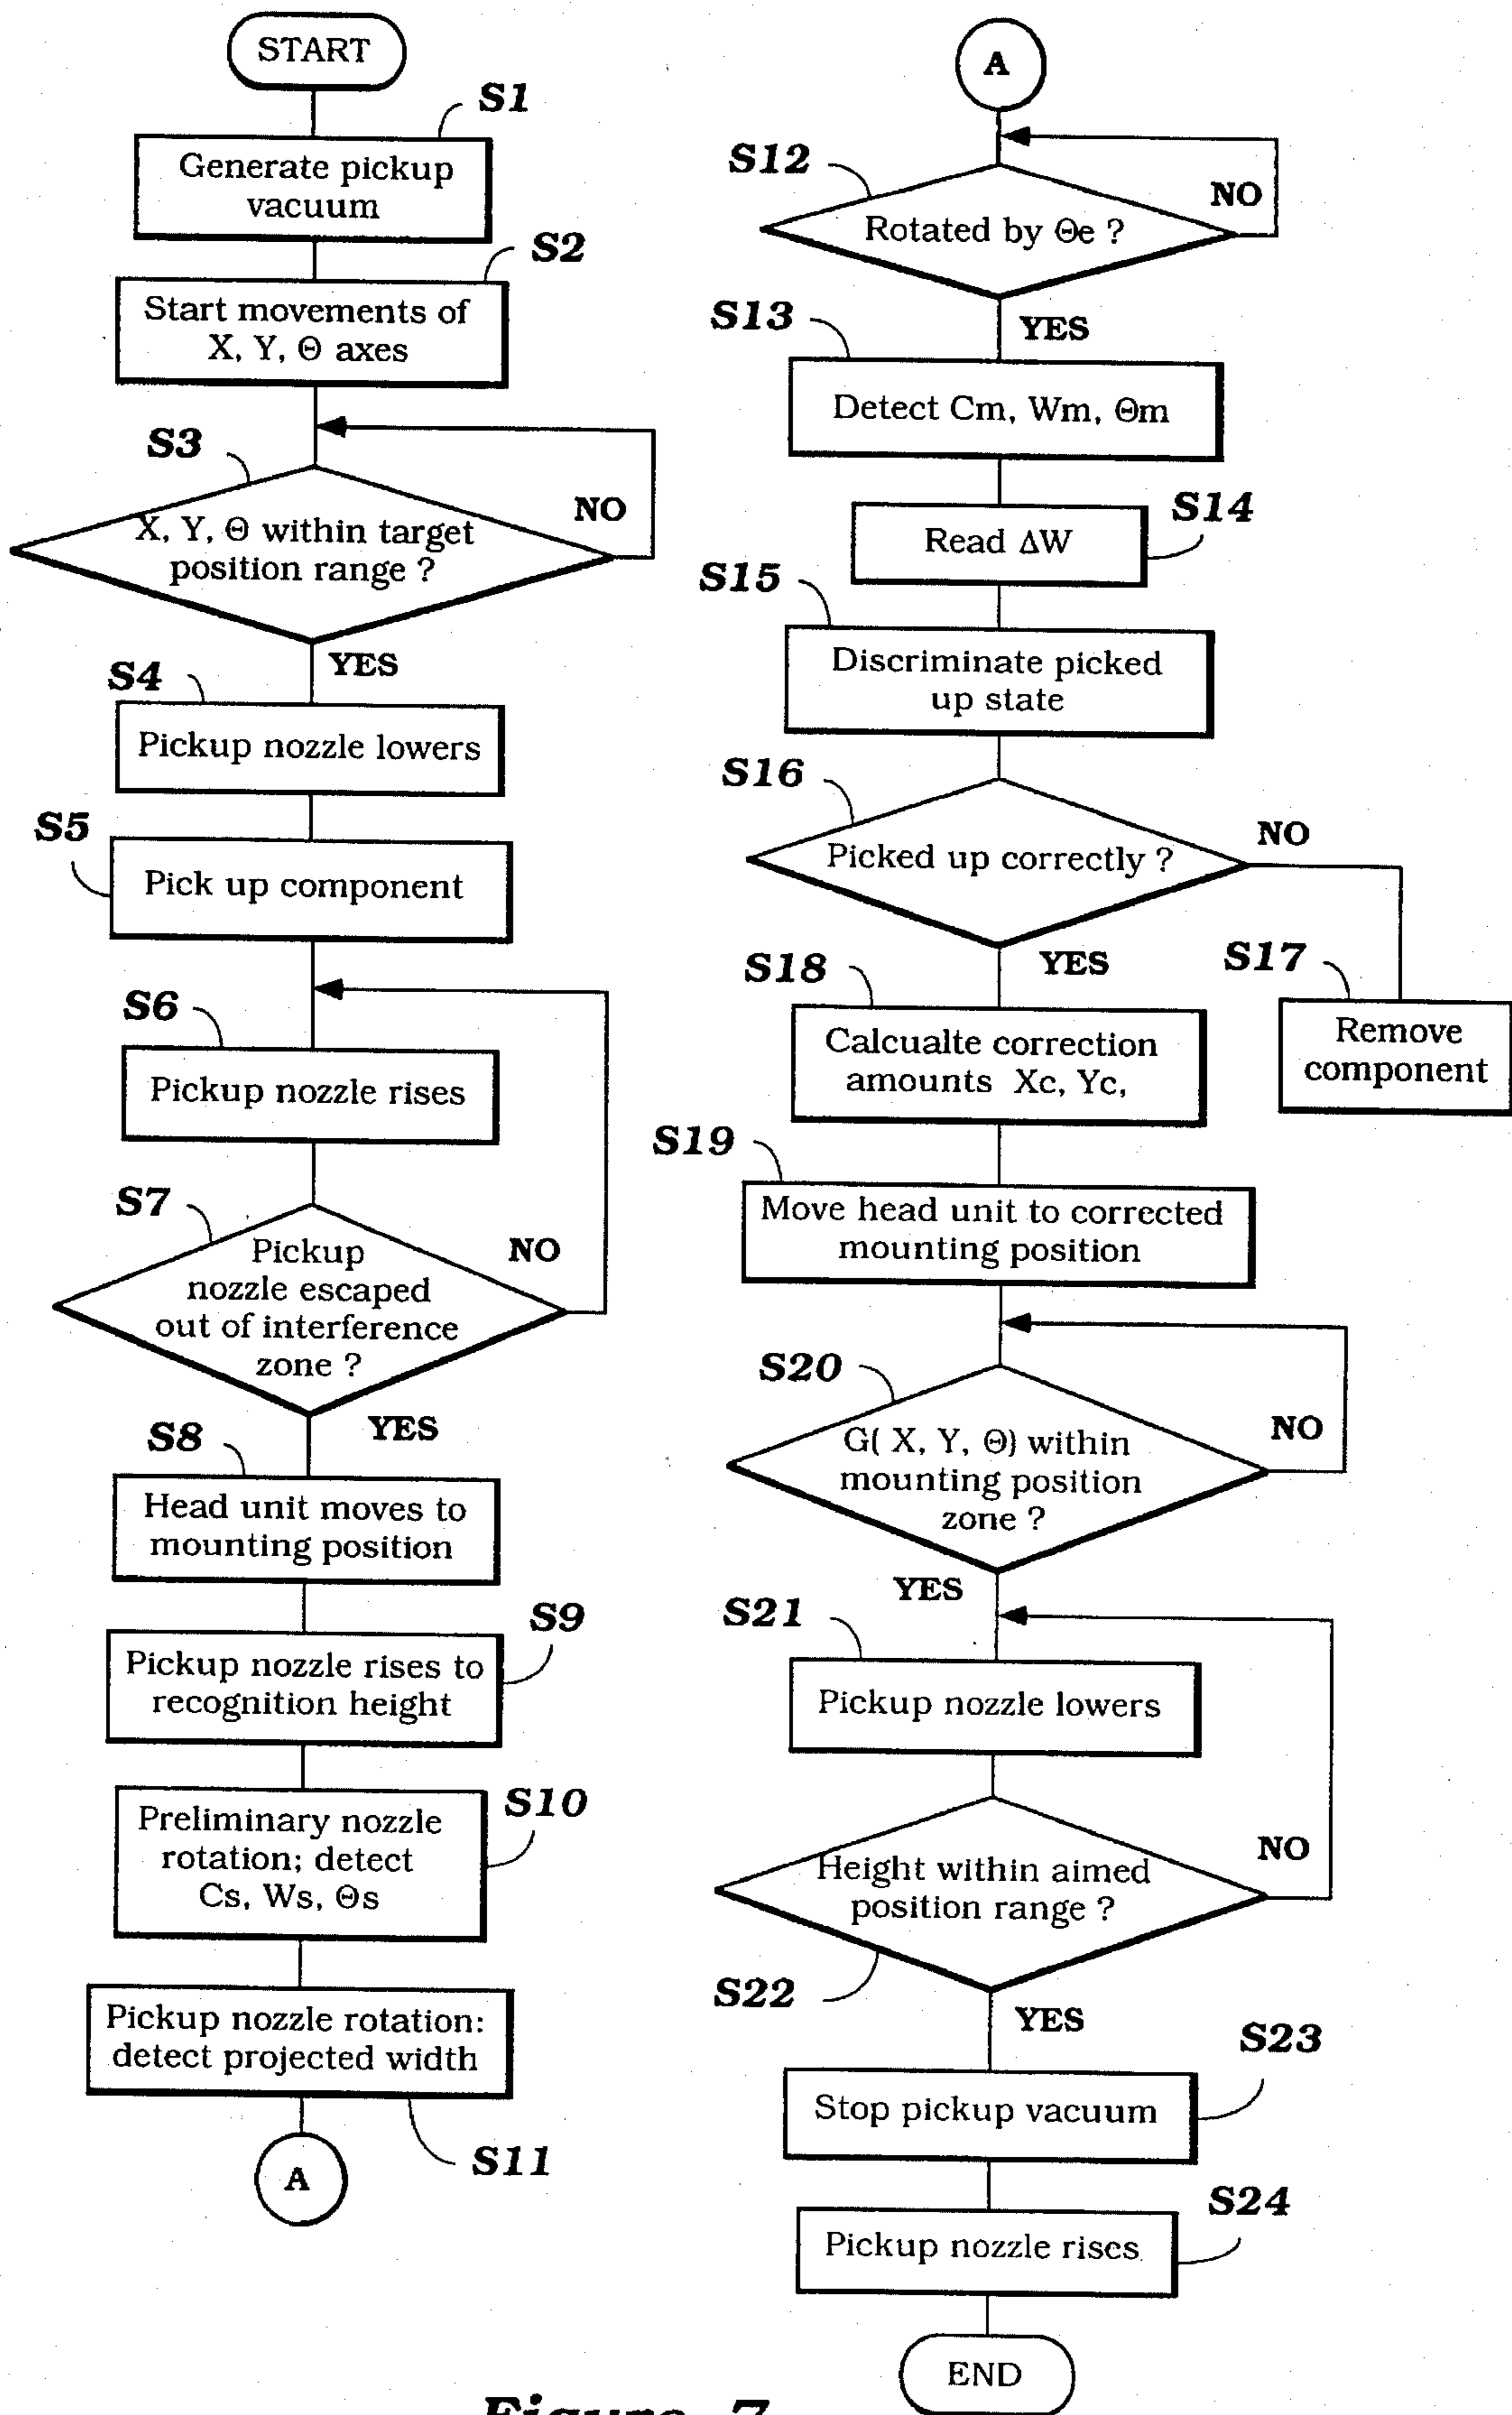 START
S1
Generate pickup
vacuum
S2
Start movements of
X, Y, Θ axes
S3
X, Y, Θ within target
position range ?
NO
YES
S4
Pickup nozzle lowers
S5
Pick up component
S6
Pickup nozzle rises
S7
Pickup
nozzle escaped
out of interference
zone ?
NO
YES
S8
Head unit moves to
mounting position
S9
Pickup nozzle rises to
recognition height
S10
Preliminary nozzle
rotation; detect
Cs, Ws, Θs
Pickup nozzle rotation:
detect projected width
S11
A
A
S12
Rotated by Θe ?
NO
YES
S13
Detect Cm, Wm, Θm
S14
Read ΔW
S15
Discriminate picked
up state
S16
Picked up correctly ?
NO
YES
S17
Remove
component
S18
Calcualte correction
amounts Xc, Yc,
S19
Move head unit to corrected
mounting position
S20
G( X, Y, Θ) within
mounting position
zone ?
NO
YES
S21
Pickup nozzle lowers
Height within aimed
position range ?
NO
S22
YES
S23
Stop pickup vacuum
S24
Pickup nozzle rises
END
Figure 7